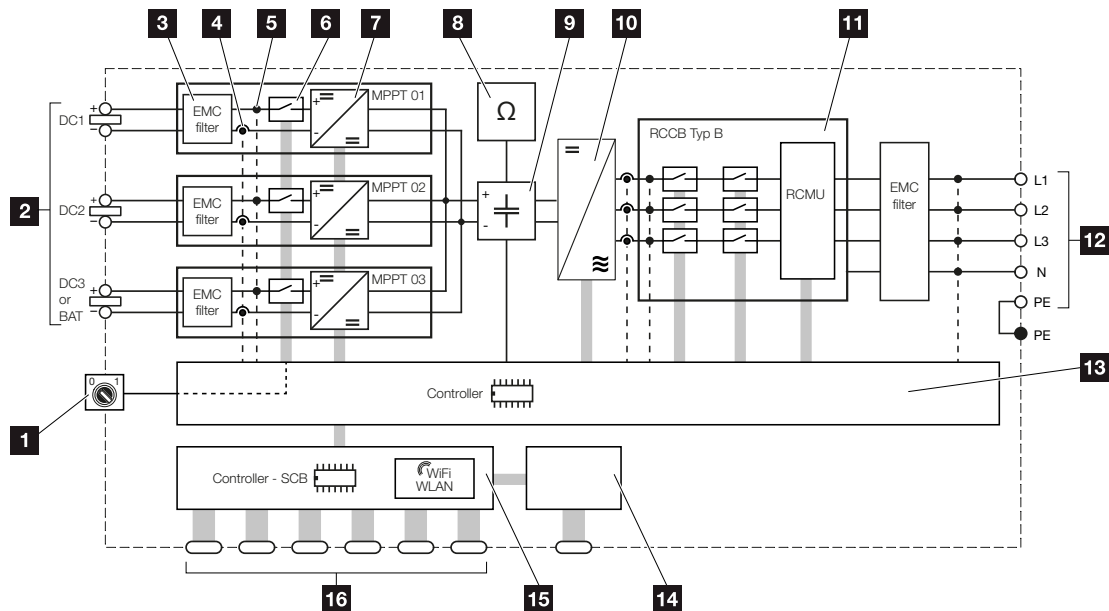 3 4 5 6 7 8 9 10 11
MPPT 01
EMC
filter
+
-
DC1
+
−
Ω
RCCB Typ B
=
+
-
≋
RCMU
EMC
filter
L1
L2
L3
N
PE
PE
12
2
MPPT 02
EMC
filter
+
-
DC2
+
−
MPPT 03
EMC
filter
+
-
DC3
or
BAT
+
−
0 1
1
Controller
13
Controller - SCB
WiFi
WLAN
16 15 14